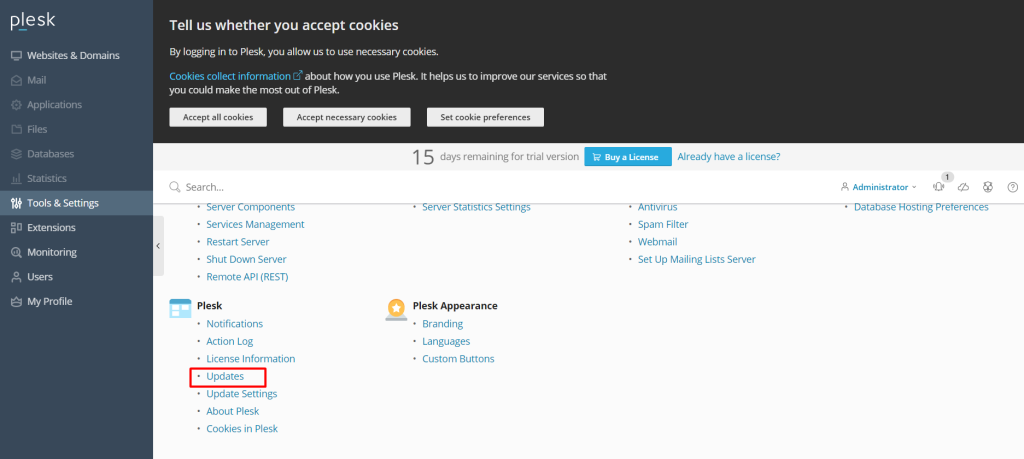 plesk
Websites & Domains
Mail
Applications
Files
Databases
Statistics
Tools & Settings
Extensions
Monitoring
Users
My Profile
Tell us whether you accept cookies
By logging in to Plesk, you allow us to use necessary cookies.
Cookies collect information about how you use Plesk. It helps us to improve our services so that
you could make the most out of Plesk.
Accept all cookies
Accept necessary cookies
Set cookie preferences
15 days remaining for trial version Buy a License Already have a license?
Search...
Administrator
1
Server Components
Services Management
Restart Server
Shut Down Server
Remote API (REST)
Server Statistics Settings
Antivirus
Spam Filter
Webmail
Set Up Mailing Lists Server
Database Hosting Preferences
Plesk
Notifications
Action Log
License Information
Updates
Update Settings
About Plesk
Cookies in Plesk
Plesk Appearance
Branding
Languages
Custom Buttons